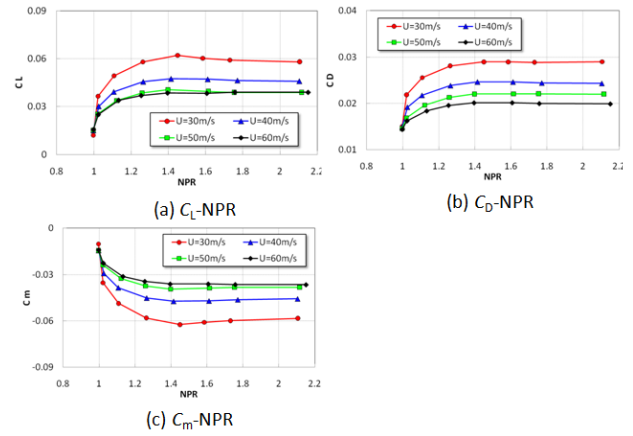 0.09
0.06
0.03
0
C L
U=30m/s U=40m/s
U=50m/s U=60m/s
0.8 1 1.2 1.4 1.6 1.8 2 2.2
NPR
(a) CL-NPR
0.04
0.03
0.02
0.01
C D
U=30m/s U=40m/s
U=50m/s U=60m/s
0.8 1 1.2 1.4 1.6 1.8 2 2.2
NPR
(b) CD-NPR
0
-0.03
-0.06
-0.09
C m
U=30m/s U=40m/s
U=50m/s U=60m/s
0.8 1 1.2 1.4 1.6 1.8 2 2.2
NPR
(c) Cm-NPR